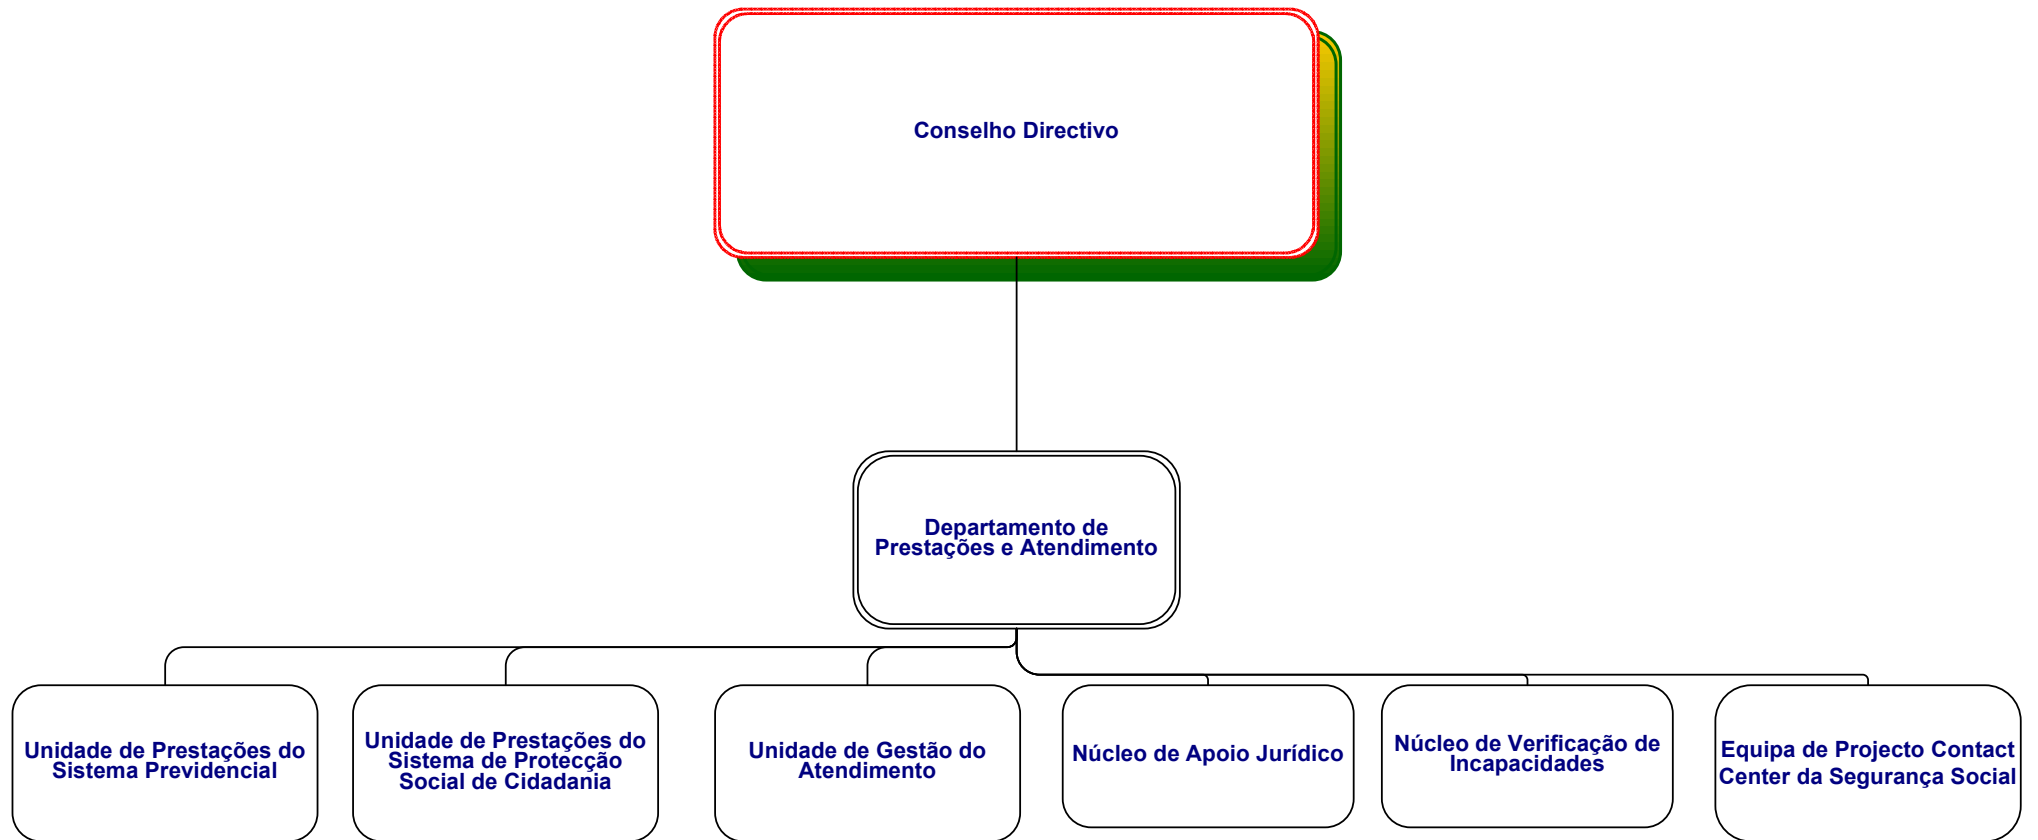 Conselho Directivo
Departamento de
Prestações e Atendimento
Unidade de Prestações do
Sistema Previdencial
Unidade de Prestações do
Sistema de Protecção
Social de Cidadania
Unidade de Gestão do
Atendimento
Núcleo de Apoio Jurídico
Núcleo de Verificação de
Incapacidades
Equipa de Projecto Contact
Center da Segurança Social